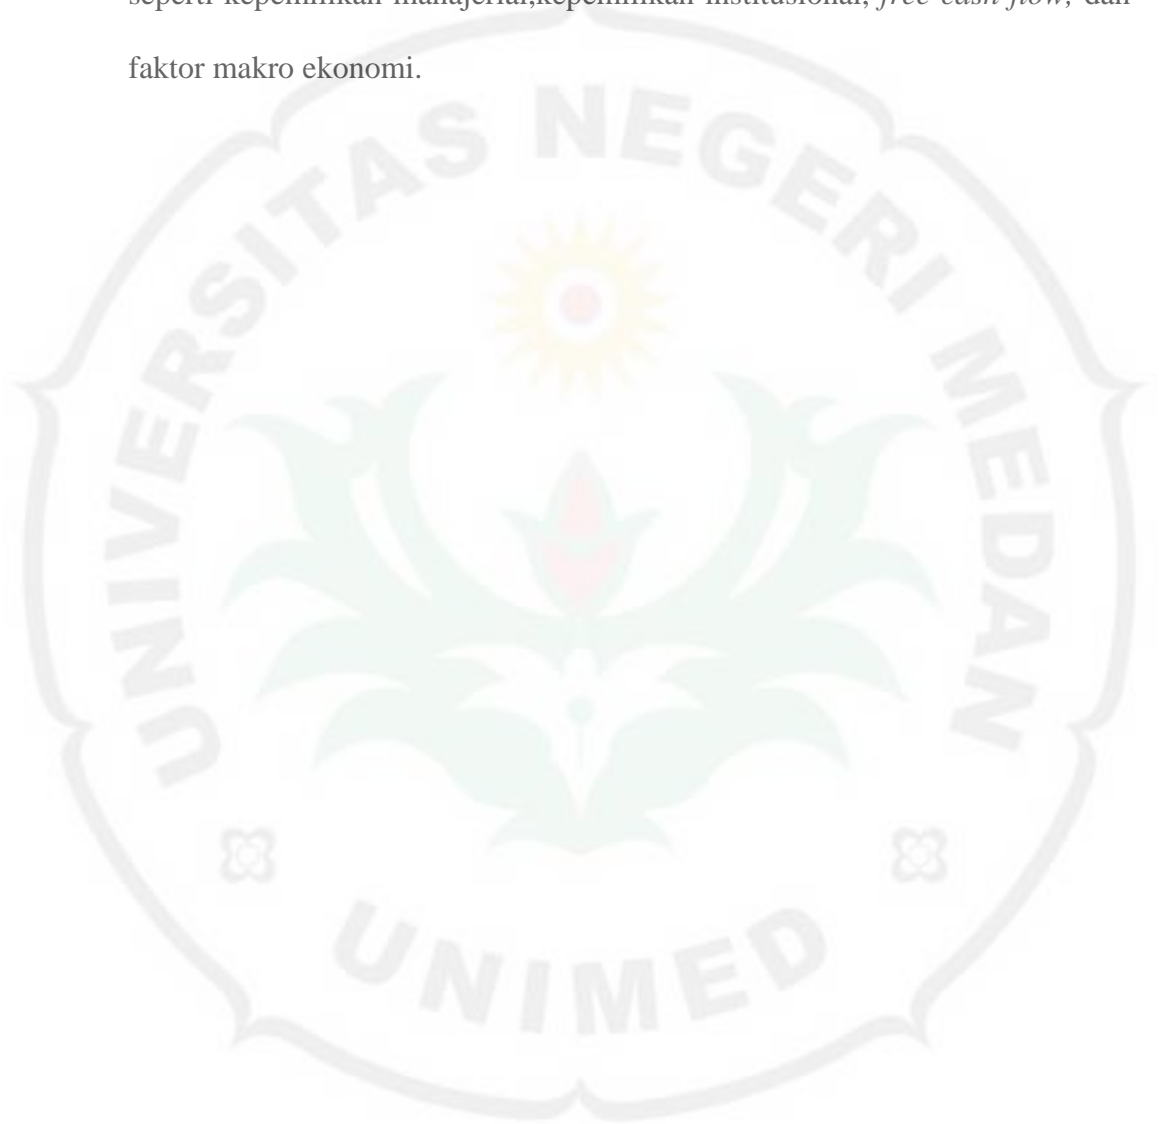 seperti kepemilikan manajerial,kepemilikan institusional, free cash flow, dan
faktor makro ekonomi.
UNIVERSITAS NEGERI MEDAN
UNIMED